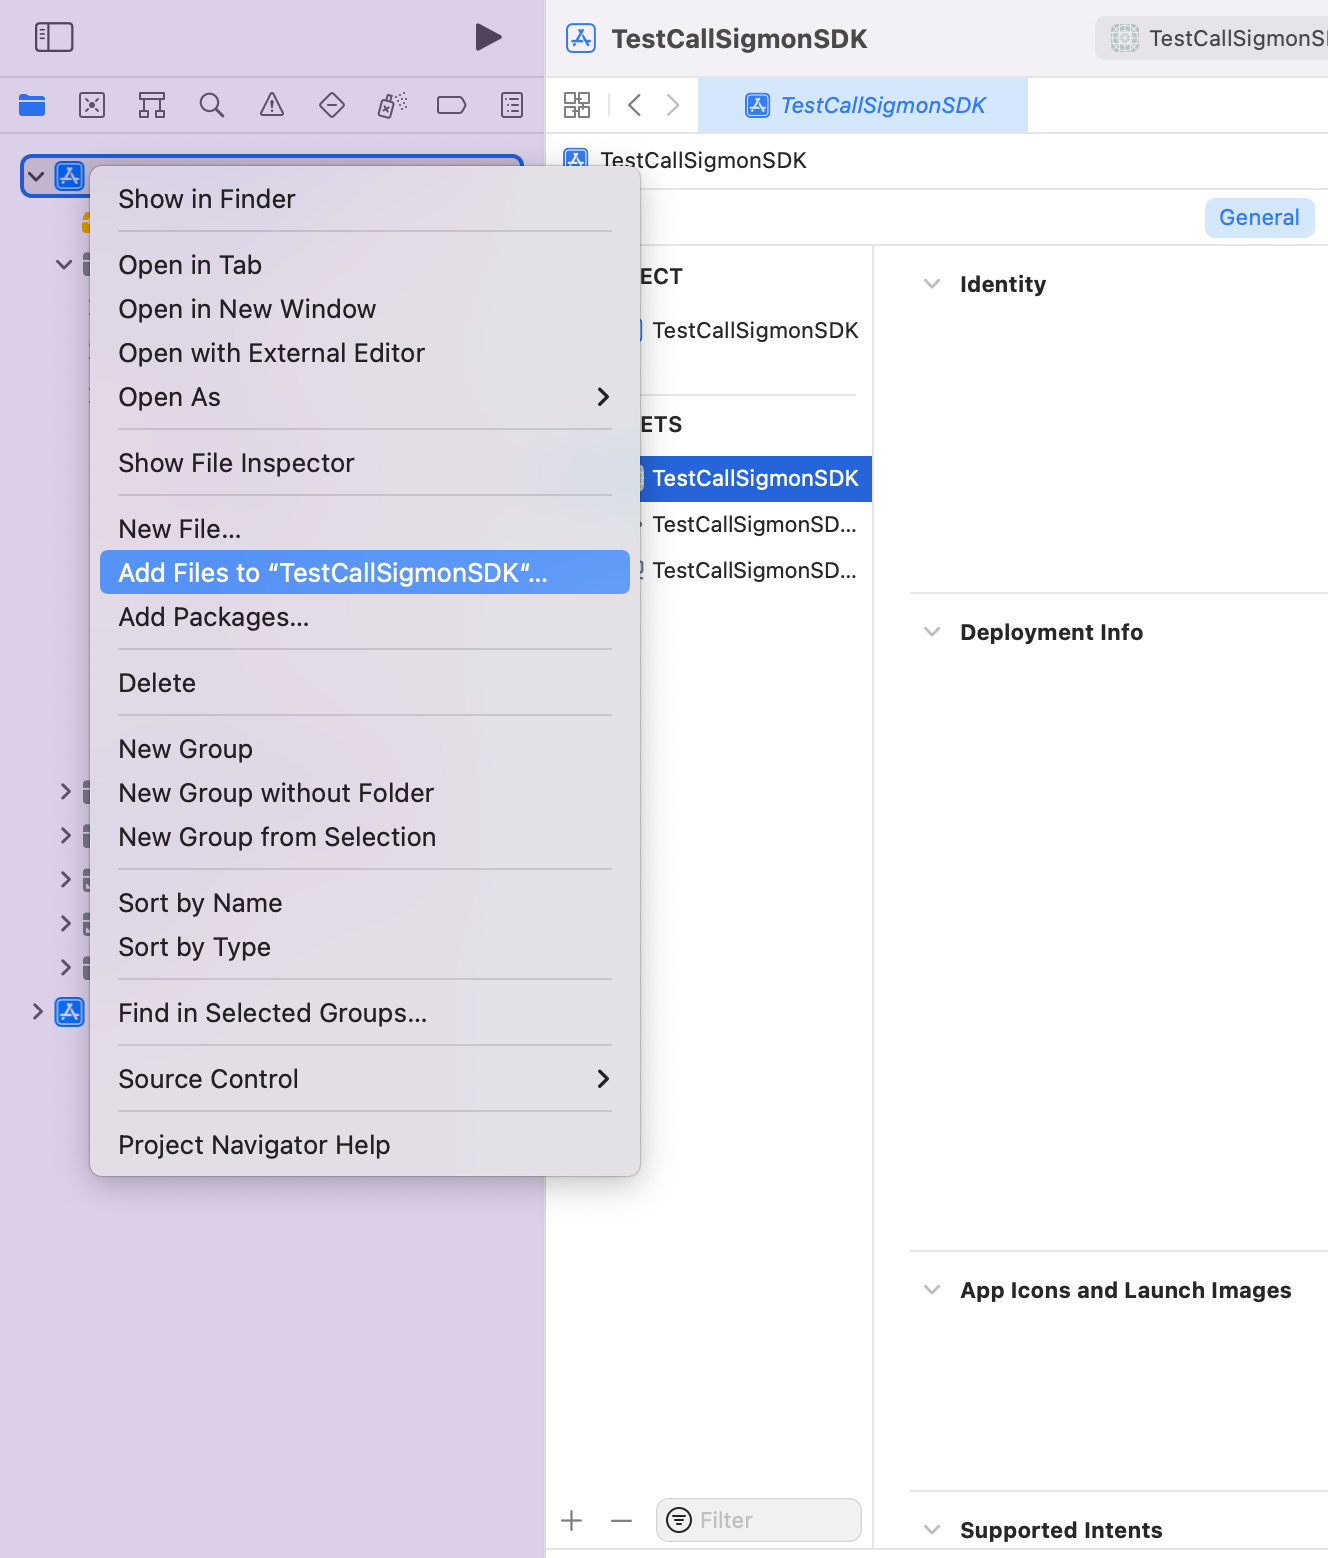 TestCallSigmonSDK
TestCallSigmonS
TestCallSigmonSDK
TestCallSigmonSDK
General
Show in Finder
Open in Tab
Open in New Window
Open with External Editor
Open As
Show File Inspector
New File...
Add Files to “TestCallSigmonSDK“...
Add Packages...
Delete
New Group
New Group without Folder
New Group from Selection
Sort by Name
Sort by Type
Find in Selected Groups...
Source Control
Project Navigator Help
ECT
TestCallSigmonSDK
ETS
TestCallSigmonSDK
TestCallSigmonSD...
TestCallSigmonSD...
Filter
Identity
Deployment Info
App Icons and Launch Images
Supported Intents